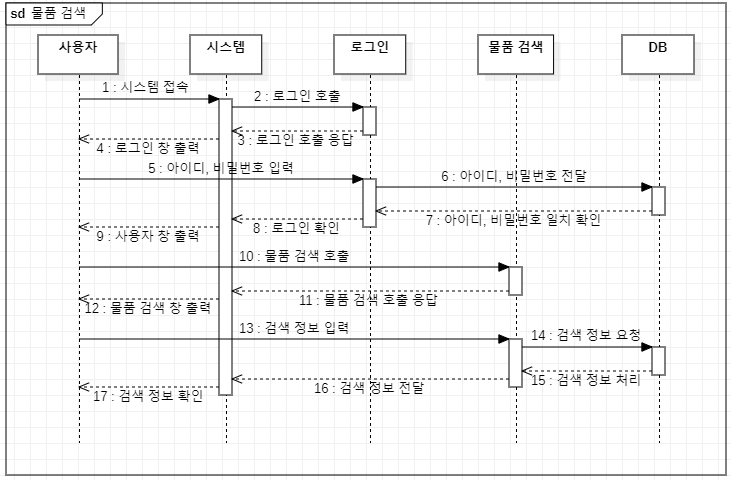 sd 물품 검색
사용자
시스템
로그인
물품 검색
DB
1 : 시스템 접속
2 : 로그인 호출
3 : 로그인 호출 응답
4 : 로그인 창 출력
5 : 아이디, 비밀번호 입력
6 : 아이디, 비밀번호 전달
7 : 아이디, 비밀번호 일치 확인
8 : 로그인 확인
9 : 사용자 창 출력
10 : 물품 검색 호출
11 : 물품 검색 호출 응답
12 : 물품 검색 창 출력
13 : 검색 정보 입력
14 : 검색 정보 요청
15 : 검색 정보 처리
16 : 검색 정보 전달
17 : 검색 정보 확인